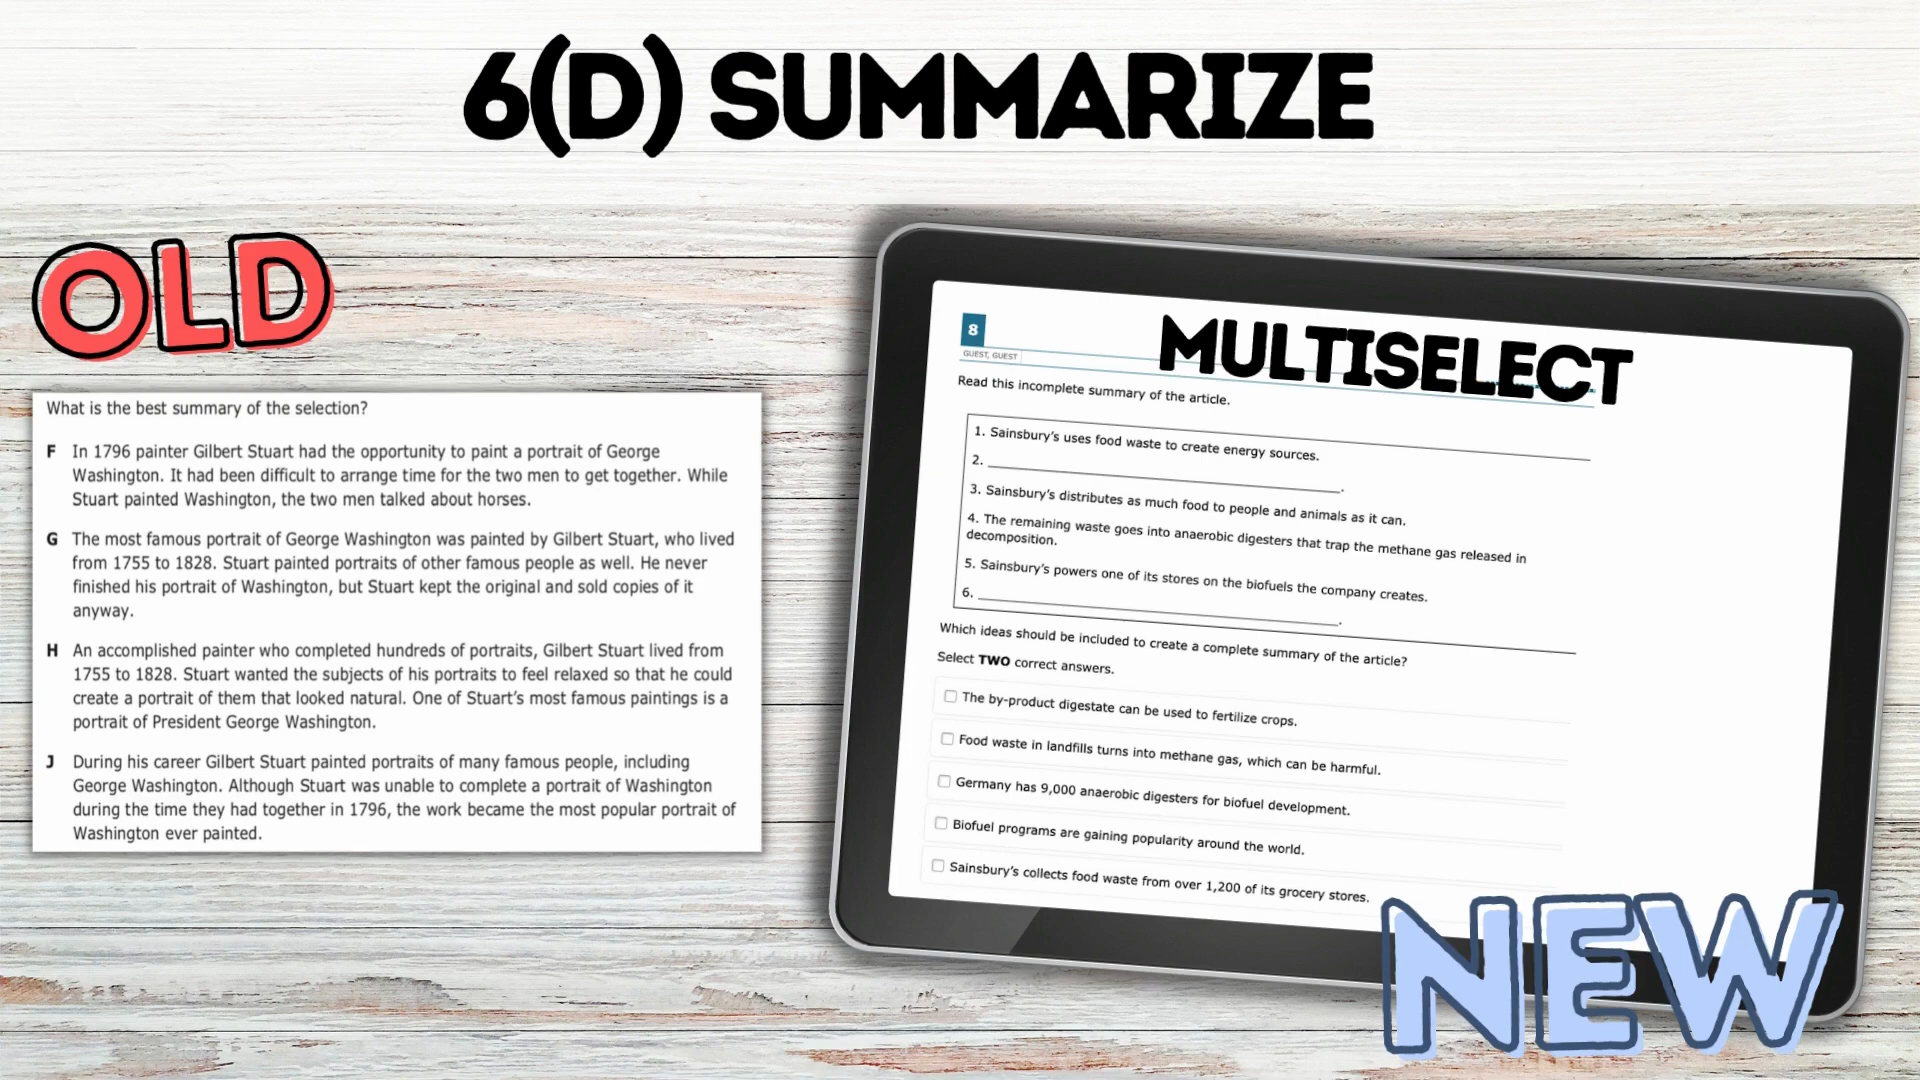 6(D) SUMMARIZE
OLD
What is the best summary of the selection?
F In 1796 painter Gilbert Stuart had the opportunity to paint a portrait of George
Washington. It had been difficult to arrange time for the two men to get together. While
Stuart painted Washington, the two men talked about horses.
G The most famous portrait of George Washington was painted by Gilbert Stuart, who lived
from 1755 to 1828. Stuart painted portraits of other famous people as well. He never
finished his portrait of Washington, but Stuart kept the original and sold copies of it
anyway.
H An accomplished painter who completed hundreds of portraits, Gilbert Stuart lived from
1755 to 1828. Stuart wanted the subjects of his portraits to feel relaxed so that he could
create a portrait of them that looked natural. One of Stuart's most famous paintings is a
portrait of President George Washington.
J During his career Gilbert Stuart painted portraits of many famous people, including
George Washington. Although Stuart was unable to complete a portrait of Washington
during the time they had together in 1796, the work became the most popular portrait of
Washington ever painted.
8
GUEST, GUEST
MULTISELECT
Read this incomplete summary of the article.
1. Sainsbury's uses food waste to create energy sources.
2. ____________________.
3. Sainsbury's distributes as much food to people and animals as it can.
4. The remaining waste goes into anaerobic digesters that trap the methane gas released in
decomposition.
5. Sainsbury's powers one of its stores on the biofuels the company creates.
6. ____________________.
Which ideas should be included to create a complete summary of the article?
Select TWO correct answers.
The by-product digestate can be used to fertilize crops.
Food waste in landfills turns into methane gas, which can be harmful.
Germany has 9,000 anaerobic digesters for biofuel development.
Biofuel programs are gaining popularity around the world.
Sainsbury's collects food waste from over 1,200 of its grocery stores.
NEW